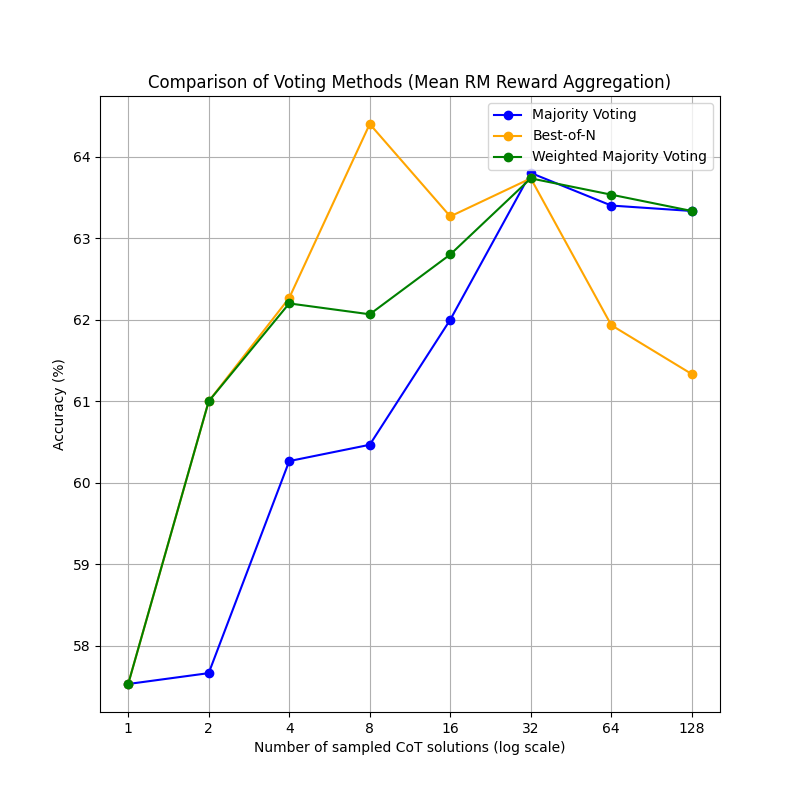 Comparison of Voting Methods (Mean RM Reward Aggregation)
Majority Voting
Best-of-N
Weighted Majority Voting
Accuracy (%)
64
63
62
61
60
59
58
1 2 4 8 16 32 64 128
Number of sampled CoT solutions (log scale)